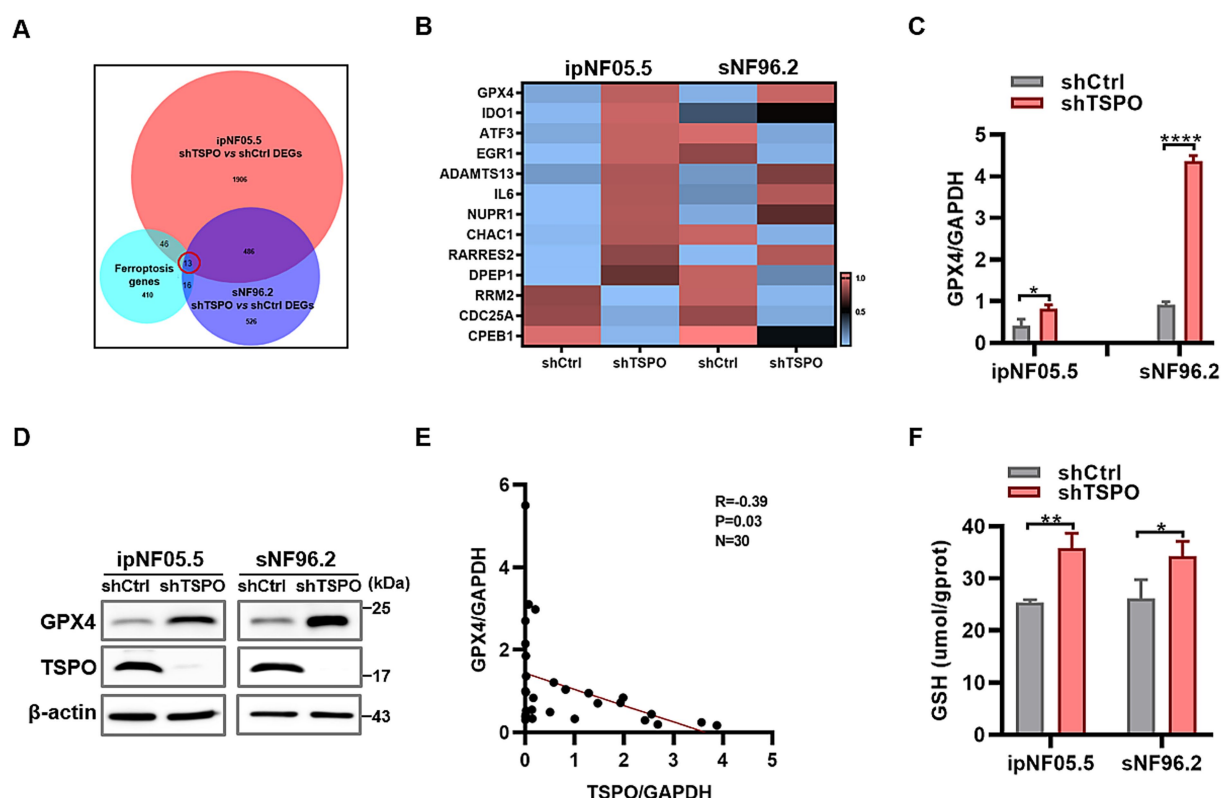 A
ipNF05.5
shTSPO vs shCtrl DEGs
1906
46
486
13
Ferroptosis
genes
410
16
sNF96.2
shTSPO vs shCtrl DEGs
526
B
ipNF05.5 sNF96.2
GPX4
IDO1
ATF3
EGR1
ADAMTS13
IL6
NUPR1
CHAC1
RARRES2
DPEP1
RRM2
CDC25A
CPEB1
1.0
0.5
shCtrl shTSPO shCtrl shTSPO
C
shCtrl
shTSPO
GPX4/GAPDH
5
4
3
2
1
0
*
****
ipNF05.5 sNF96.2
D
ipNF05.5 sNF96.2
shCtrl shTSPO shCtrl shTSPO (kDa)
GPX4 25
TSPO 17
β-actin 43
E
GPX4/GAPDH
6
4
2
0
R=-0.39
P=0.03
N=30
0 1 2 3 4 5
TSPO/GAPDH
F
shCtrl
shTSPO
GSH (umol/gprot)
40
30
20
10
0
**
*
ipNF05.5 sNF96.2